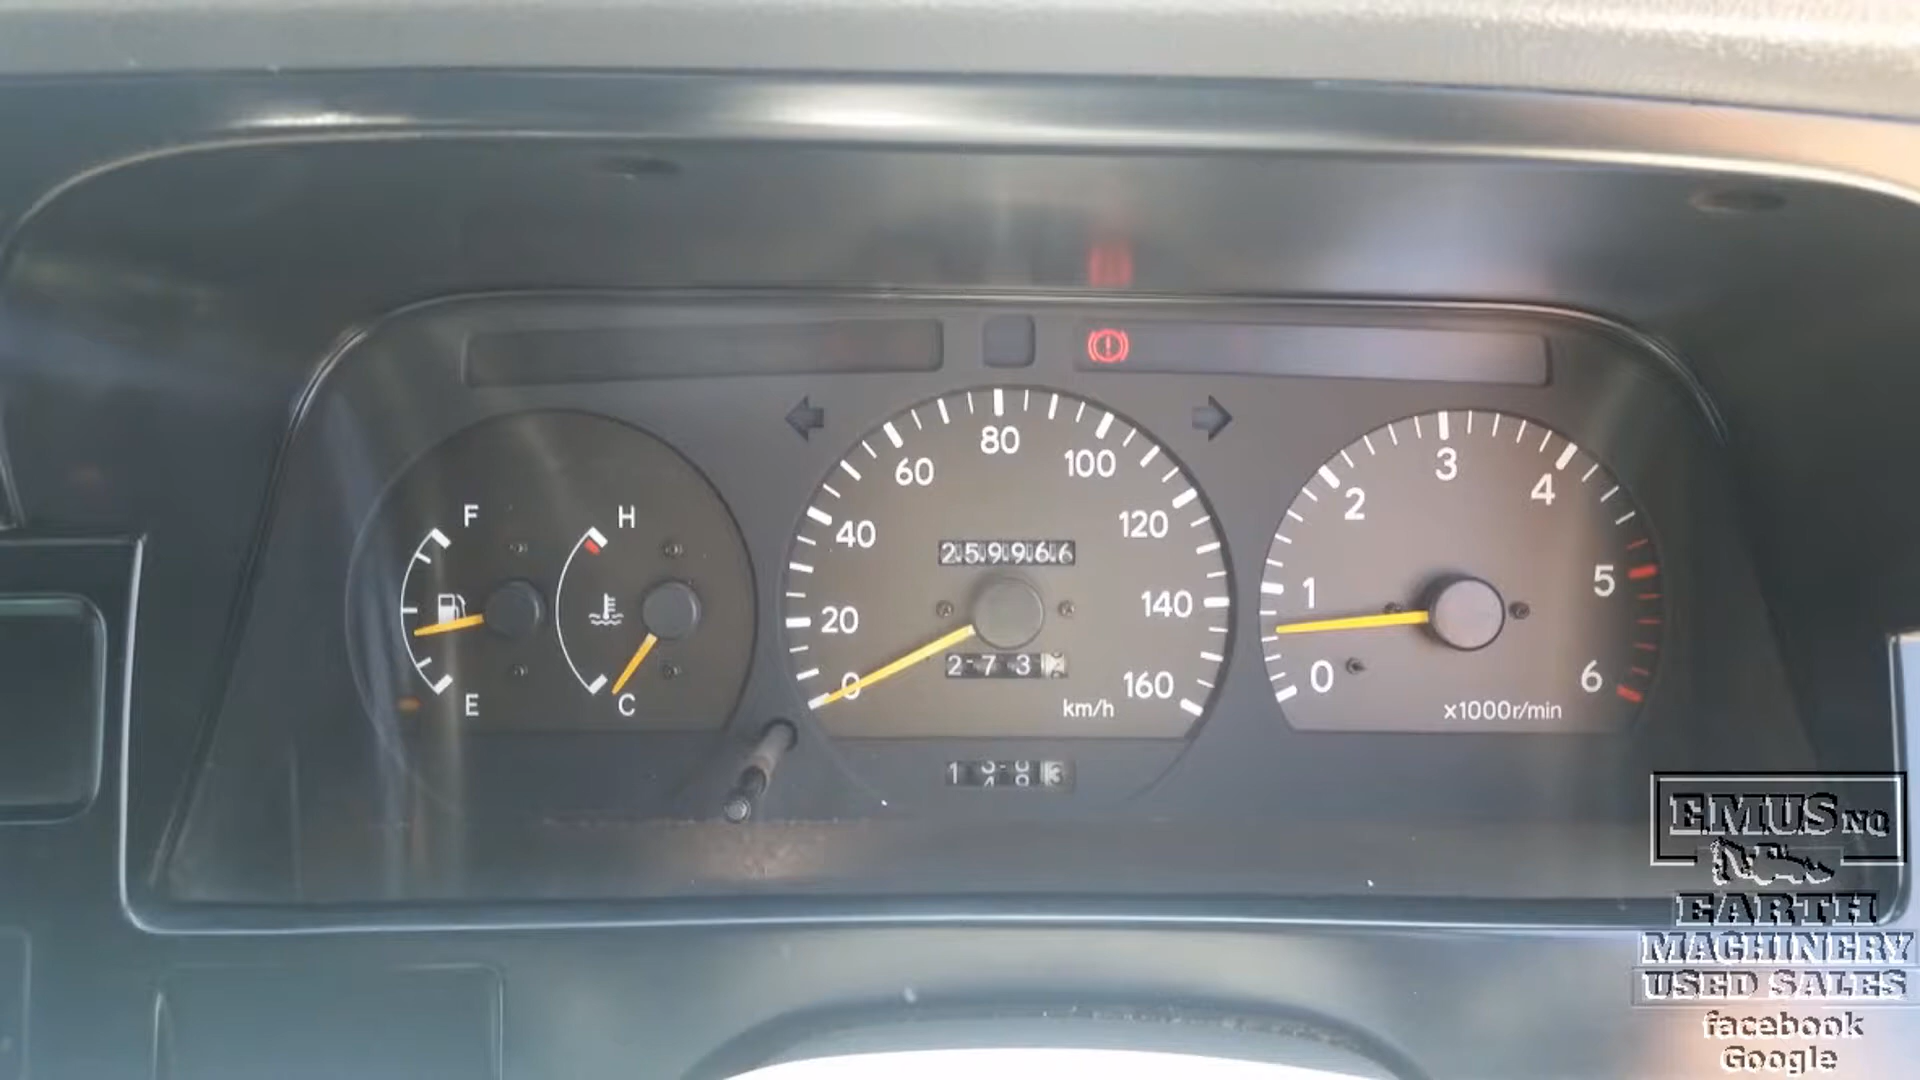 F
H
E
C
0
20
40
60
80
100
120
140
160
km/h
259966
273
0
1
2
3
4
5
6
x1000r/min
EMUS NQ
EARTH
MACHINERY
USED SALES
facebook
Google